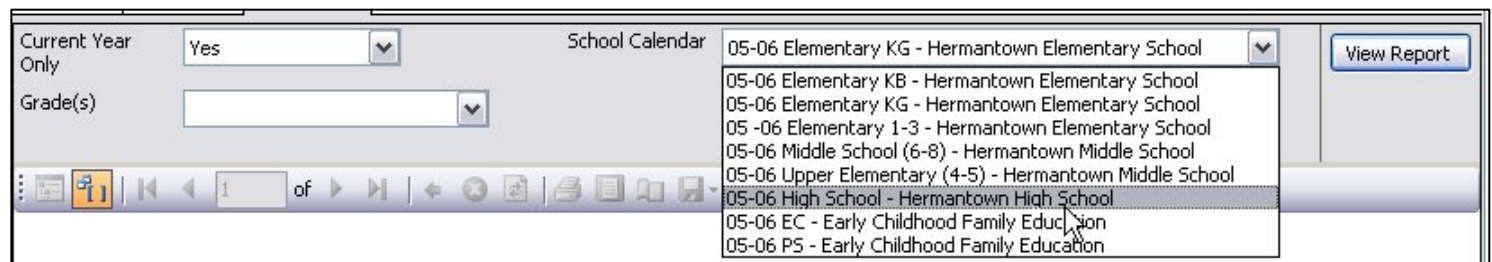 Current Year Only
Yes
School Calendar
05-06 Elementary KG - Hermantown Elementary School
View Report
Grade(s)
05-06 Elementary KB - Hermantown Elementary School
05-06 Elementary KG - Hermantown Elementary School
05 -06 Elementary 1-3 - Hermantown Elementary School
05-06 Middle School (6-8) - Hermantown Middle School
05-06 Upper Elementary (4-5) - Hermantown Middle School
05-06 High School - Hermantown High School
05-06 EC - Early Childhood Family Education
05-06 PS - Early Childhood Family Education
1 of